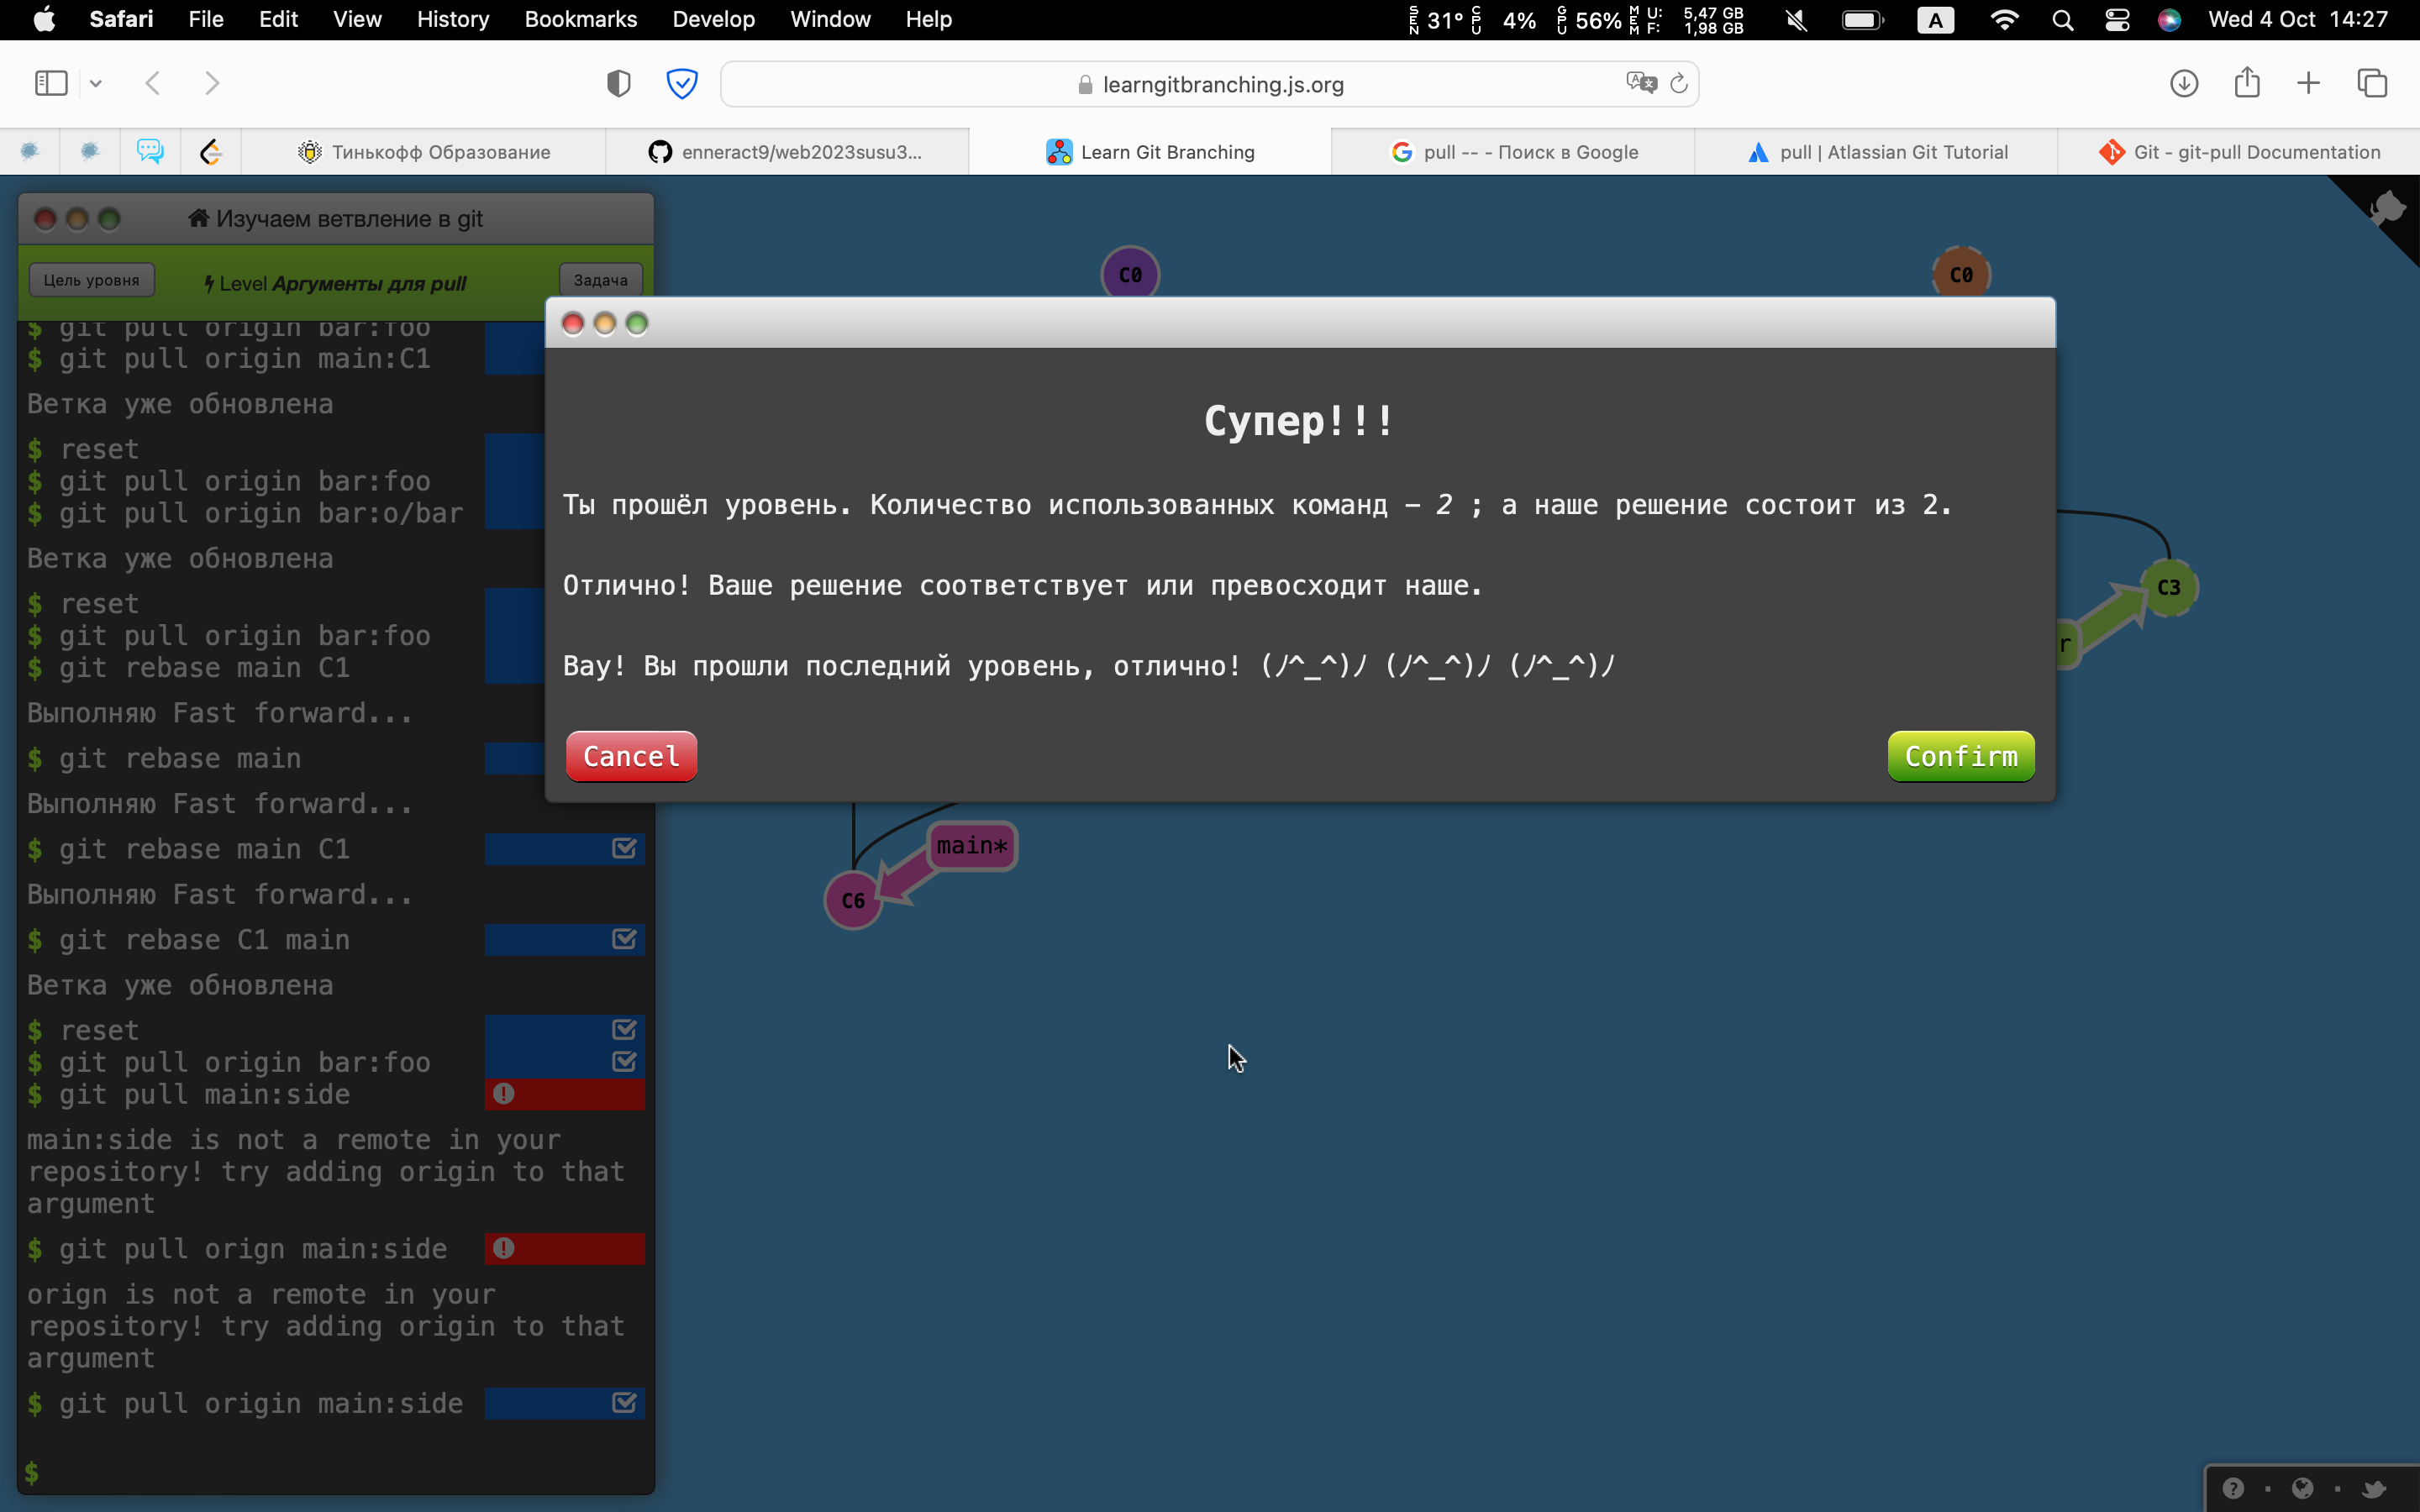 Safari File Edit View History Bookmarks Develop Window Help SEN 31° CPU 4% GPU 56% MEM U: 5,47 GB F: 1,98 GB A Wed 4 Oct 14:27
learngitbranching.js.org
Тинькофф Образование
enneract9/web2023susu3...
Learn Git Branching
pull -- - Поиск в Google
pull | Atlassian Git Tutorial
Git - git-pull Documentation
Изучаем ветвление в git
Цель уровня
Level Аргументы для pull
Задача
$ git pull origin bar:foo
$ git pull origin main:C1
Ветка уже обновлена
$ reset
$ git pull origin bar:foo
$ git pull origin bar:o/bar
Ветка уже обновлена
$ reset
$ git pull origin bar:foo
$ git rebase main C1
Выполняю Fast forward...
$ git rebase main
Выполняю Fast forward...
$ git rebase main C1
Выполняю Fast forward...
$ git rebase C1 main
Ветка уже обновлена
$ reset
$ git pull origin bar:foo
$ git pull main:side
main:side is not a remote in your
repository! try adding origin to that
argument
$ git pull orign main:side
orign is not a remote in your
repository! try adding origin to that
argument
$ git pull origin main:side
$
C0
C0
Супер!!!
Ты прошёл уровень. Количество использованных команд – 2 ; а наше решение состоит из 2.
Отлично! Ваше решение соответствует или превосходит наше.
Вау! Вы прошли последний уровень, отлично! (ﾉ^_^)ﾉ (ﾉ^_^)ﾉ (ﾉ^_^)ﾉ
Cancel
Confirm
C3
r
main*
C6
?